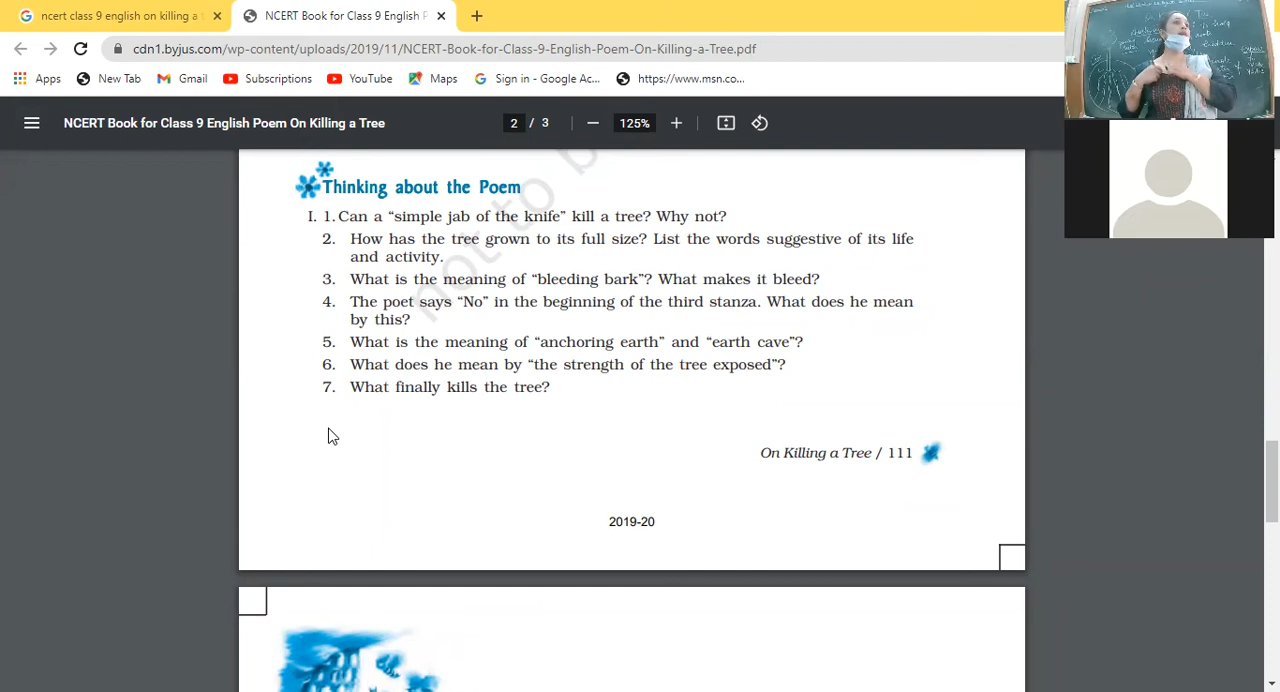 ncert class 9 english on killing a t
NCERT Book for Class 9 English P
cdn1.byjus.com/wp-content/uploads/2019/11/NCERT-Book-for-Class-9-English-Poem-On-Killing-a-Tree.pdf
Apps New Tab Gmail Subscriptions YouTube Maps Sign in - Google Ac... https://www.msn.co...
NCERT Book for Class 9 English Poem On Killing a Tree 2 / 3 125%
not to b
Thinking about the Poem
I. 1. Can a “simple jab of the knife” kill a tree? Why not?
2. How has the tree grown to its full size? List the words suggestive of its life
and activity.
3. What is the meaning of “bleeding bark”? What makes it bleed?
4. The poet says “No” in the beginning of the third stanza. What does he mean
by this?
5. What is the meaning of “anchoring earth” and “earth cave”?
6. What does he mean by “the strength of the tree exposed”?
7. What finally kills the tree?
On Killing a Tree / 111
2019-20